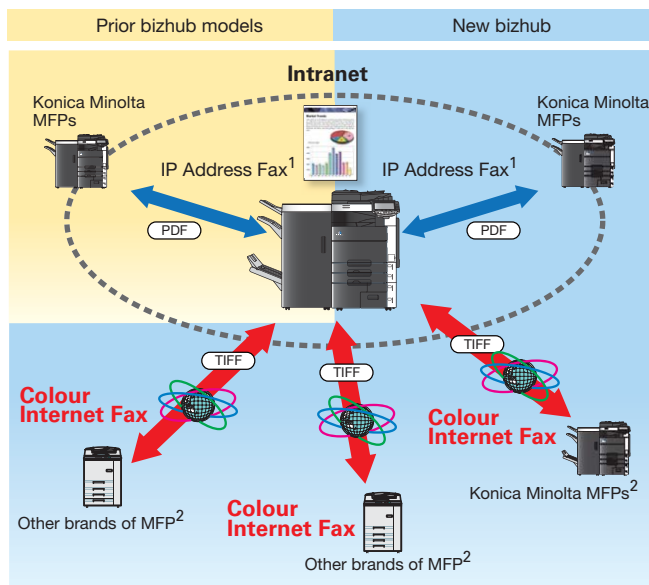 Prior bizhub models
New bizhub
Intranet
Konica Minolta
MFPs
Konica Minolta
MFPs
IP Address Fax1
IP Address Fax1
PDF
PDF
TIFF
TIFF
TIFF
Colour
Internet Fax
Colour
Internet Fax
Colour
Internet Fax
Other brands of MFP2
Other brands of MFP2
Konica Minolta MFPs2